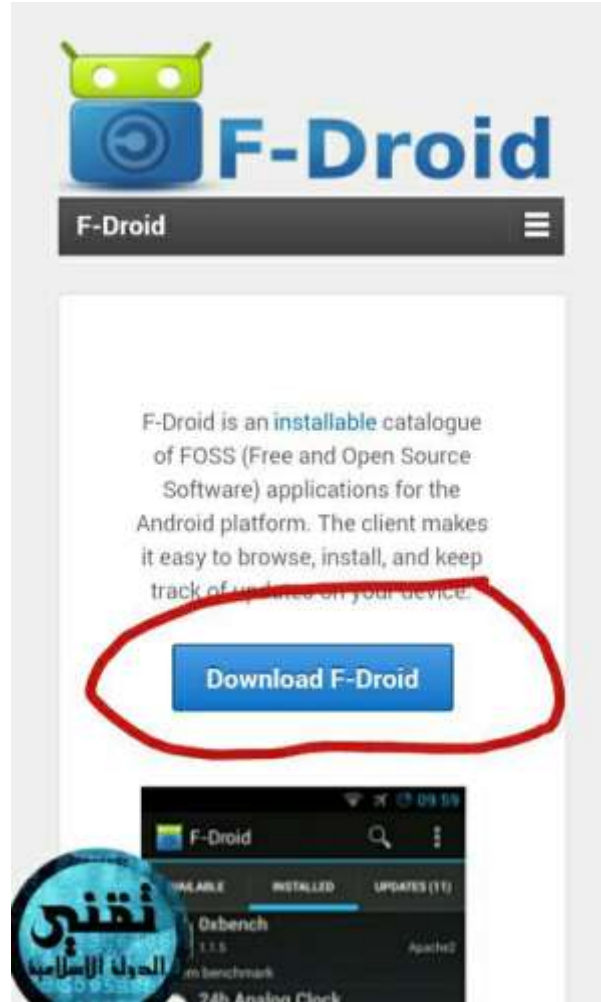 F-Droid
F-Droid
F-Droid is an installable catalogue
of FOSS (Free and Open Source
Software) applications for the
Android platform. The client makes
it easy to browse, install, and keep
track of updates on your device.
Download F-Droid
09:59
F-Droid
INSTALLED
UPDATES (11)
0xbench
1.1.5
Apache2
benchmark
24h Analog Clock
تقني
الدولة الاسلامية